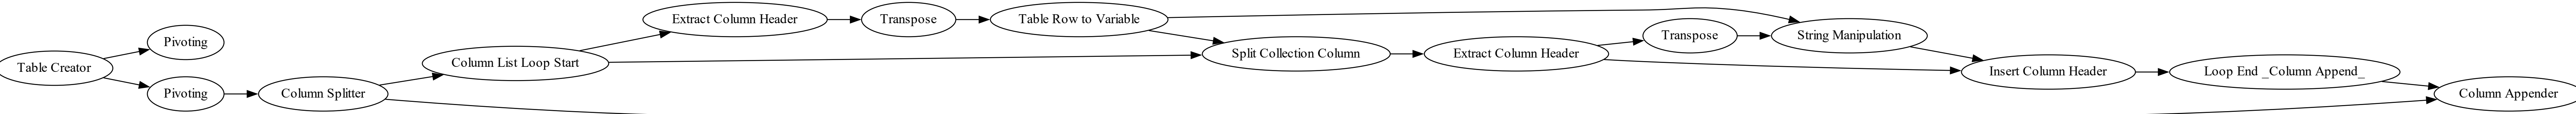 Table Creator
Pivoting
Pivoting
Column Splitter
Column List Loop Start
Extract Column Header
Transpose
Table Row to Variable
Split Collection Column
Extract Column Header
Transpose
String Manipulation
Insert Column Header
Loop End _Column Append_
Column Appender